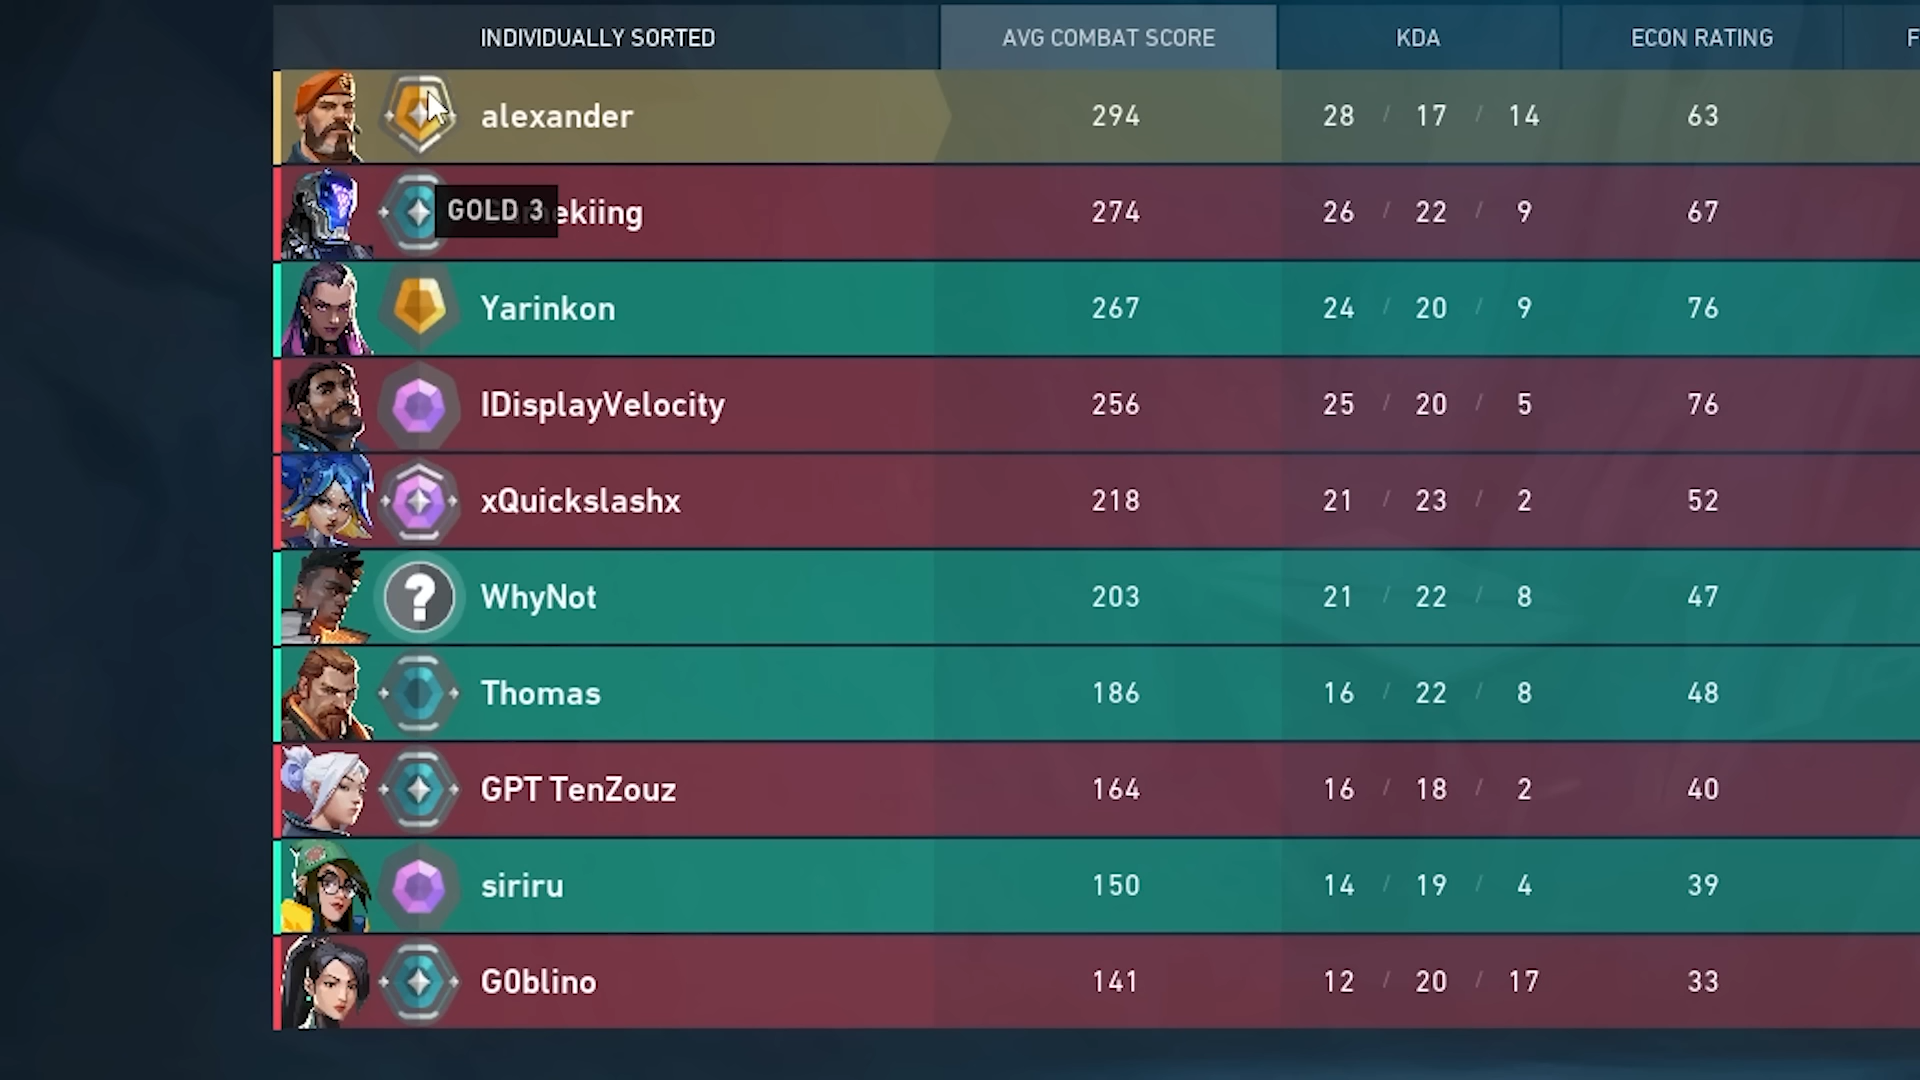 INDIVIDUALLY SORTED AVG COMBAT SCORE KDA ECON RATING F
alexander 294 28 / 17 / 14 63
GOLD 3
ekiing 274 26 / 22 / 9 67
Yarinkon 267 24 / 20 / 9 76
IDisplayVelocity 256 25 / 20 / 5 76
xQuickslashx 218 21 / 23 / 2 52
? WhyNot 203 21 / 22 / 8 47
Thomas 186 16 / 22 / 8 48
GPT TenZouz 164 16 / 18 / 2 40
siriru 150 14 / 19 / 4 39
G0blino 141 12 / 20 / 17 33